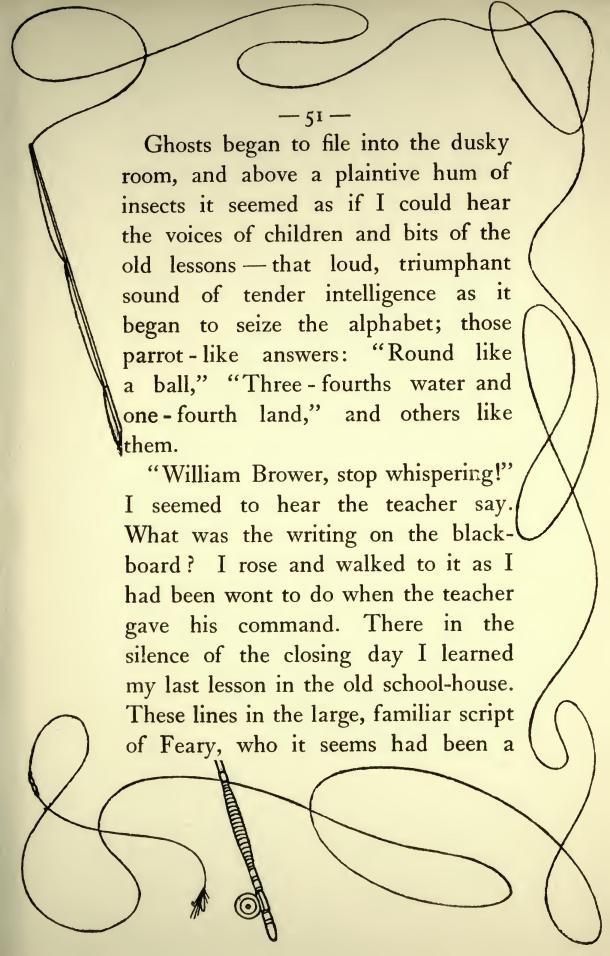 — 51 —
Ghosts began to file into the dusky
room, and above a plaintive hum of
insects it seemed as if I could hear
the voices of children and bits of the
old lessons — that loud, triumphant
sound of tender intelligence as it
began to seize the alphabet; those
parrot-like answers: “Round like
a ball,” “Three-fourths water and
one-fourth land,” and others like
them.
“William Brower, stop whispering!”
I seemed to hear the teacher say.
What was the writing on the black-
board? I rose and walked to it as I
had been wont to do when the teacher
gave his command. There in the
silence of the closing day I learned
my last lesson in the old school-house.
These lines in the large, familiar script
of Feary, who it seems had been a